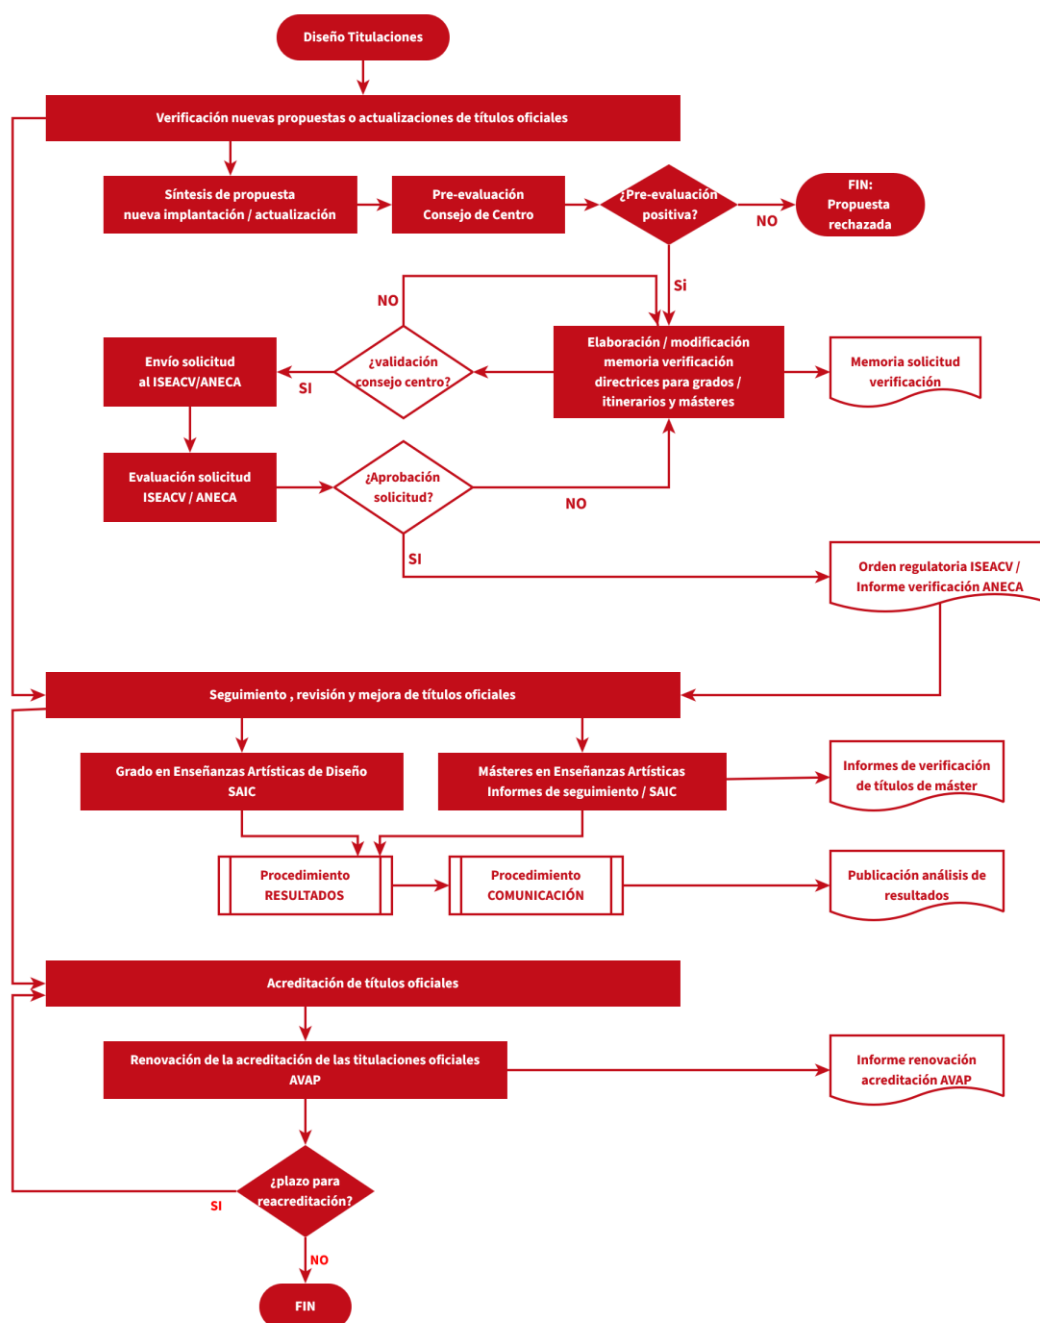 Diseño Titulaciones
Verificación nuevas propuestas o actualizaciones de títulos oficiales
Síntesis de propuesta
nueva implantación / actualización
Pre-evaluación
Consejo de Centro
¿Pre-evaluación
positiva?
NO
FIN:
Propuesta
rechazada
Si
NO
Elaboración / modificación
memoria verificación
directrices para grados /
itinerarios y másteres
Memoria solicitud
verificación
¿validación
consejo centro?
SI
Envío solicitud
al ISEACV/ANECA
Evaluación solicitud
ISEACV / ANECA
¿Aprobación
solicitud?
NO
SI
Orden regulatoria ISEACV /
Informe verificación ANECA
Seguimiento , revisión y mejora de títulos oficiales
Grado en Enseñanzas Artísticas de Diseño
SAIC
Másteres en Enseñanzas Artísticas
Informes de seguimiento / SAIC
Informes de verificación
de títulos de máster
Procedimiento
RESULTADOS
Procedimiento
COMUNICACIÓN
Publicación análisis de
resultados
Acreditación de títulos oficiales
Renovación de la acreditación de las titulaciones oficiales
AVAP
Informe renovación
acreditación AVAP
¿plazo para
reacreditación?
SI
NO
FIN